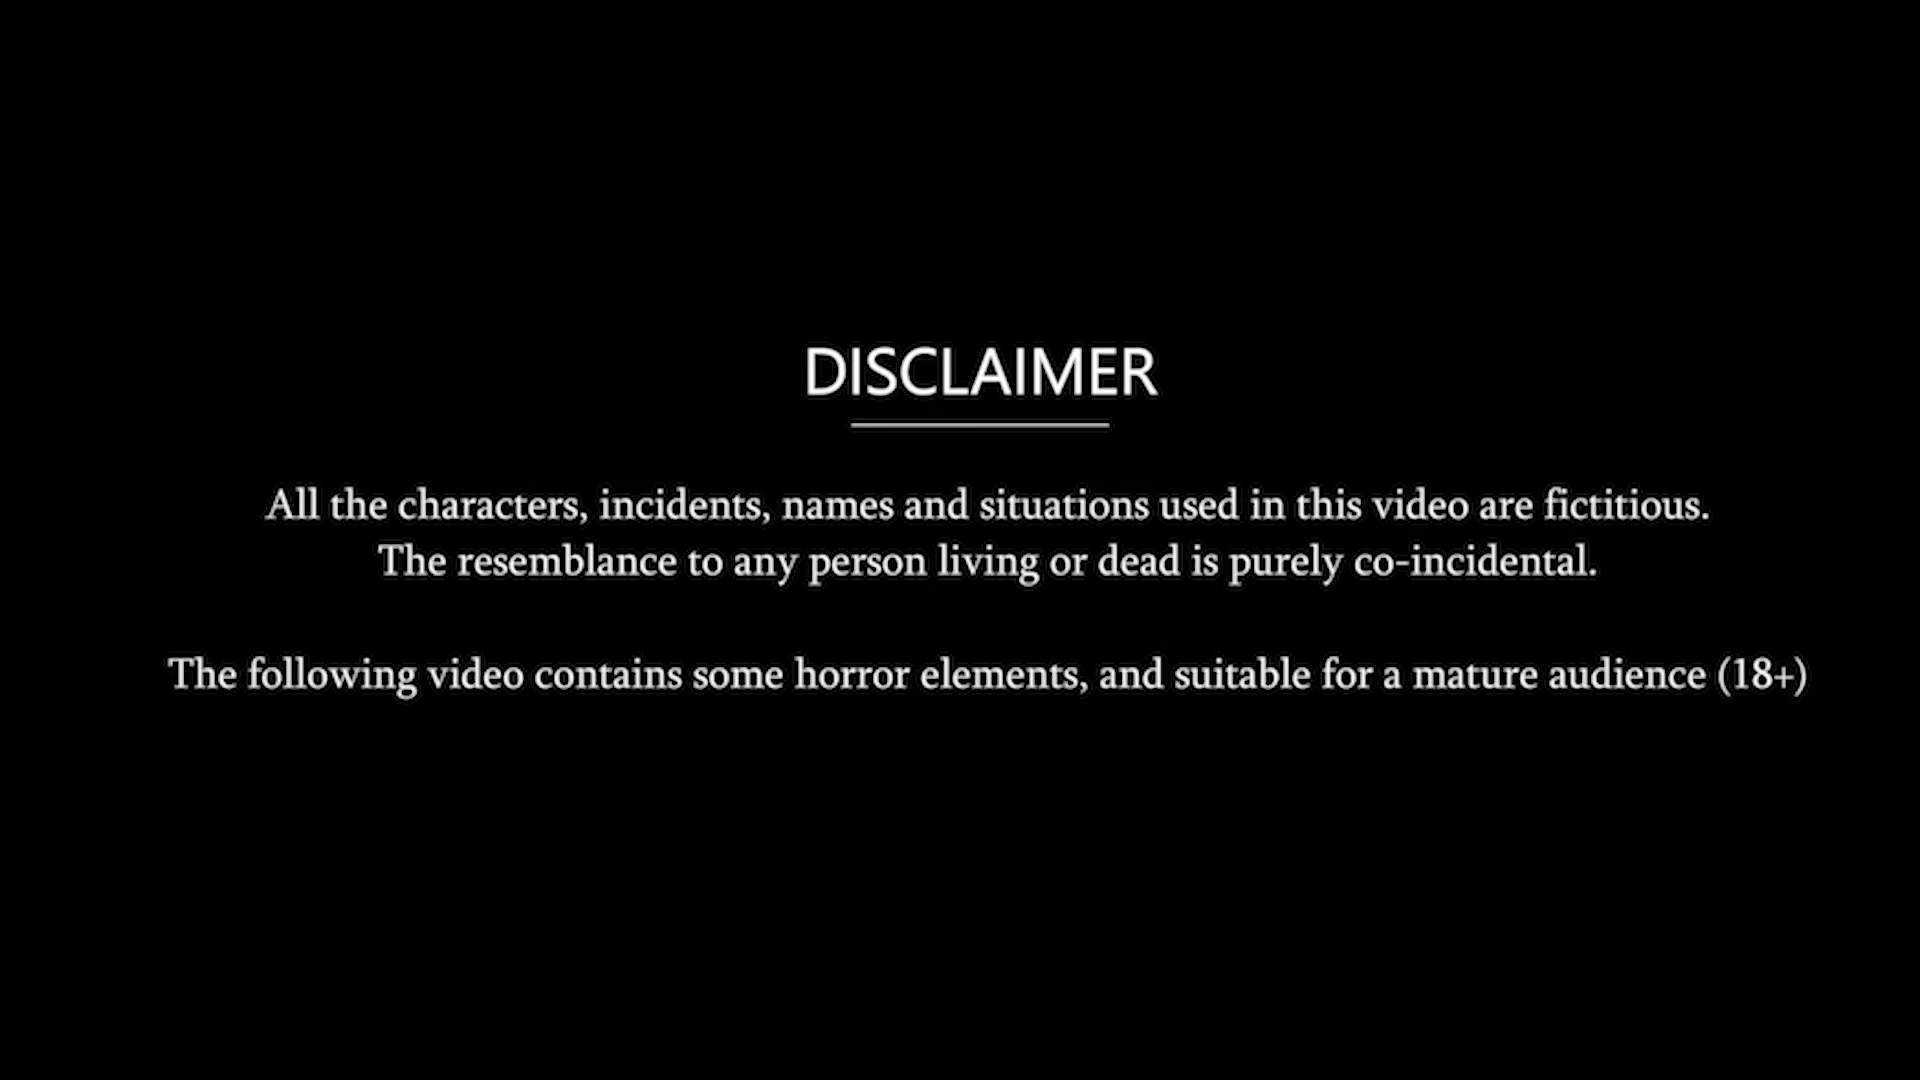 DISCLAIMER
All the characters, incidents, names and situations used in this video are fictitious.
The resemblance to any person living or dead is purely co-incidental.
The following video contains some horror elements, and suitable for a mature audience (18+)